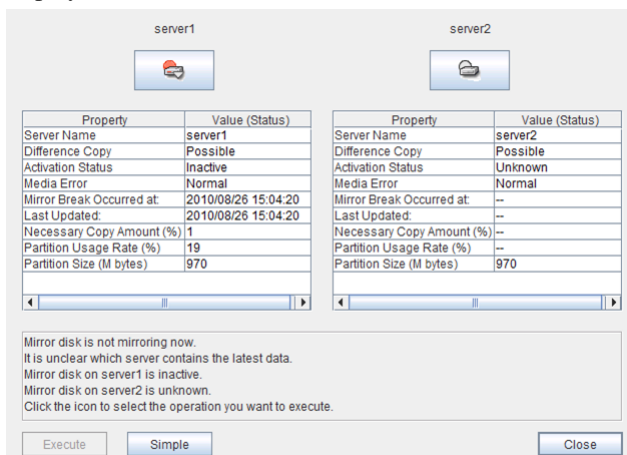 server1 server2
Property Value (Status) Property Value (Status)
Server Name server1 Server Name server2
Difference Copy Possible Difference Copy Possible
Activation Status Inactive Activation Status Unknown
Media Error Normal Media Error Normal
Mirror Break Occurred at: 2010/08/26 15:04:20 Mirror Break Occurred at: --
Last Updated: 2010/08/26 15:04:20 Last Updated: --
Necessary Copy Amount (%) 1 Necessary Copy Amount (%) --
Partition Usage Rate (%) 19 Partition Usage Rate (%) --
Partition Size (M bytes) 970 Partition Size (M bytes) 970
Mirror disk is not mirroring now.
It is unclear which server contains the latest data.
Mirror disk on server1 is inactive.
Mirror disk on server2 is unknown.
Click the icon to select the operation you want to execute.
Execute Simple Close